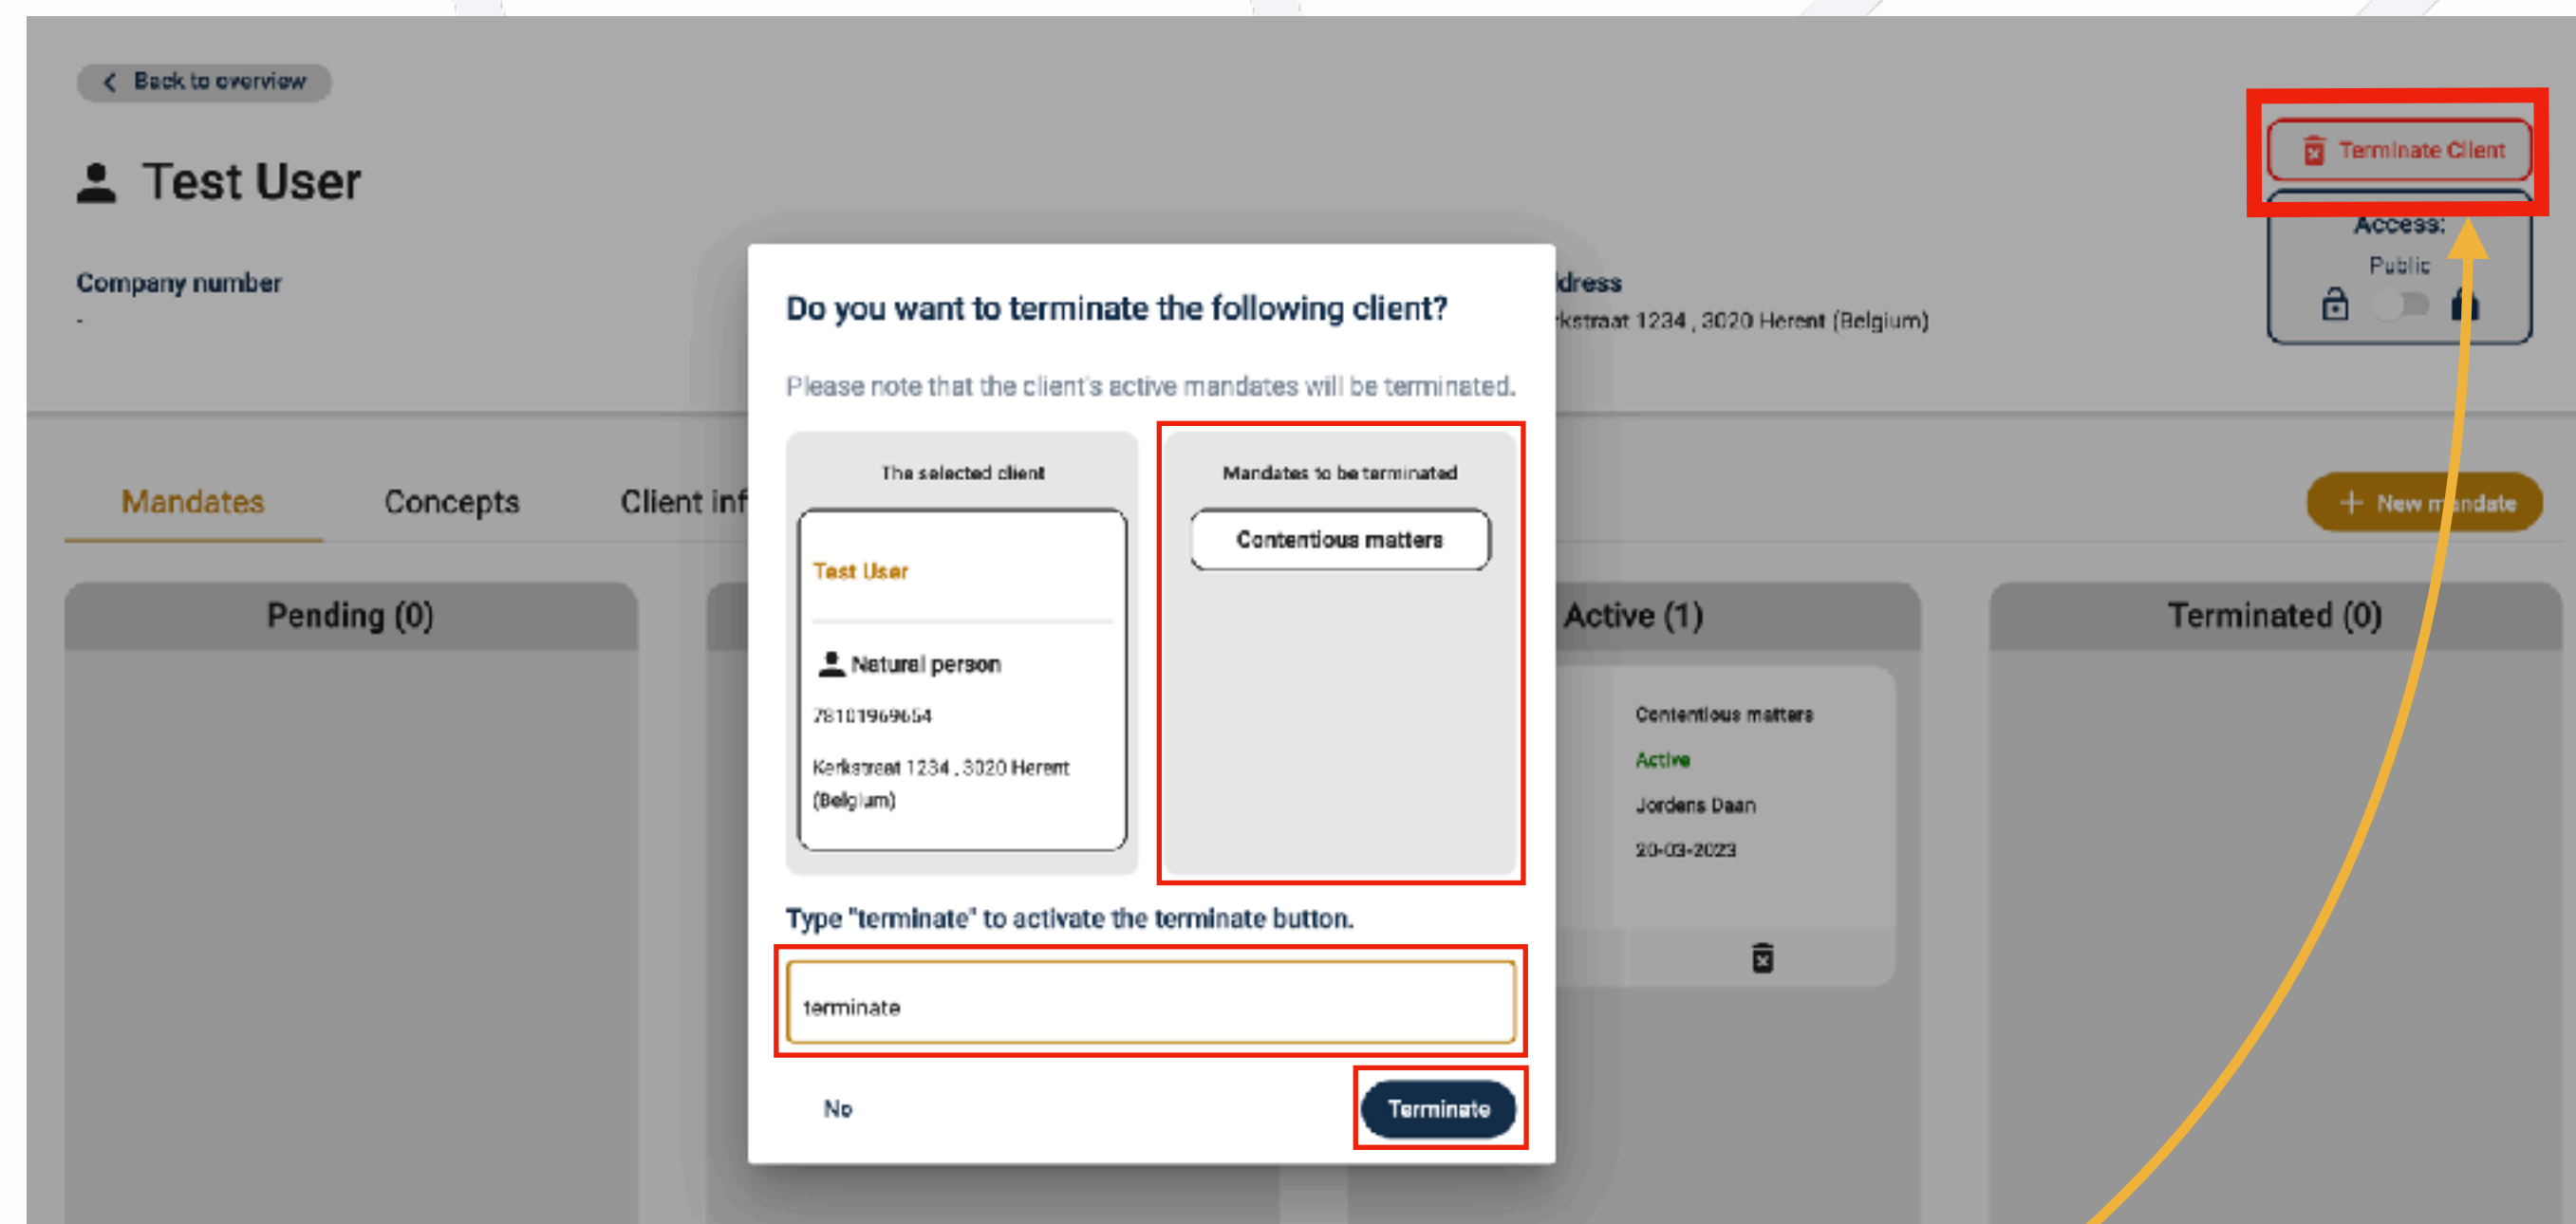 Back to overview
Test User
Terminate Client
Access:
Public
Company number
-
ddress
rkstraat 1234 , 3020 Herent (Belgium)
Mandates
Concepts
Client inf
+ New mandate
Pending (0)
Active (1)
Terminated (0)
Contentious matters
Active
Jordens Daan
20-03-2023
Do you want to terminate the following client?
Please note that the client's active mandates will be terminated.
The selected client
Test User
Natural person
78101969654
Kerkstraat 1234 , 3020 Herent
(Belgium)
Mandates to be terminated
Contentious matters
Type "terminate" to activate the terminate button.
terminate
No
Terminate